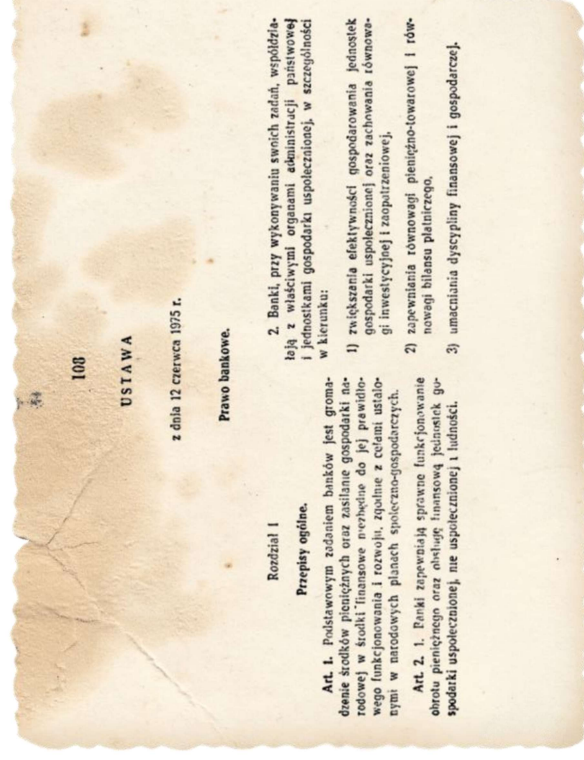 108
USTAWA
z dnia 12 czerwca 1975 r.
Prawo bankowe.
Rozdział I
Przepisy ogólne.
Art. 1. Podstawowym zadaniem banków jest groma-
dzenie środków pieniężnych oraz zasilanie gospodarki na-
rodowej w środki finansowe niezbędne do jej prawidło-
wego funkcjonowania i rozwoju, zgodnie z celami ustalo-
nymi w narodowych planach społeczno-gospodarczych.
Art. 2. 1. Banki zapewniają sprawne funkcjonowanie
obrotu pieniężnego oraz obsługę finansową jednostek go-
spodarki uspołecznionej, nie uspołecznionej i ludności.
2. Banki, przy wykonywaniu swoich zadań, współdzia-
łają z właściwymi organami administracji państwowej
i jednostkami gospodarki uspołecznionej, w szczególności
w kierunku:
1) zwiększania efektywności gospodarowania jednostek
gospodarki uspołecznionej oraz zachowania równowa-
gi inwestycyjnej i zaopatrzeniowej,
2) zapewniania równowagi pieniężno-towarowej i rów-
nowagi bilansu płatniczego,
3) umacniania dyscypliny finansowej i gospodarczej.